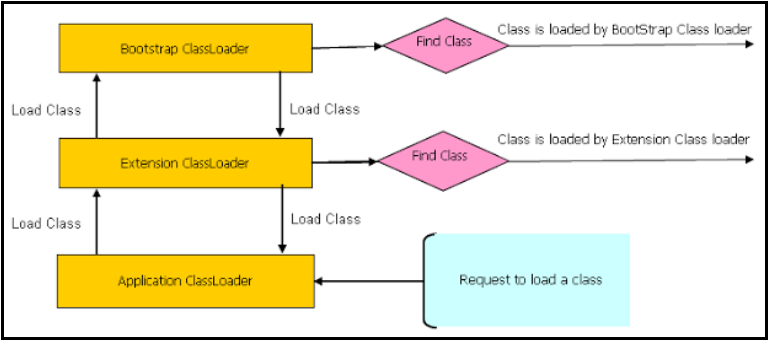 Class is loaded by BootStrap Class loader
Bootstrap ClassLoader
Find Class
Load Class
Load Class
Class is loaded by Extension Class loader
Extension ClassLoader
Find Class
Load Class
Load Class
Application ClassLoader
Request to load a class